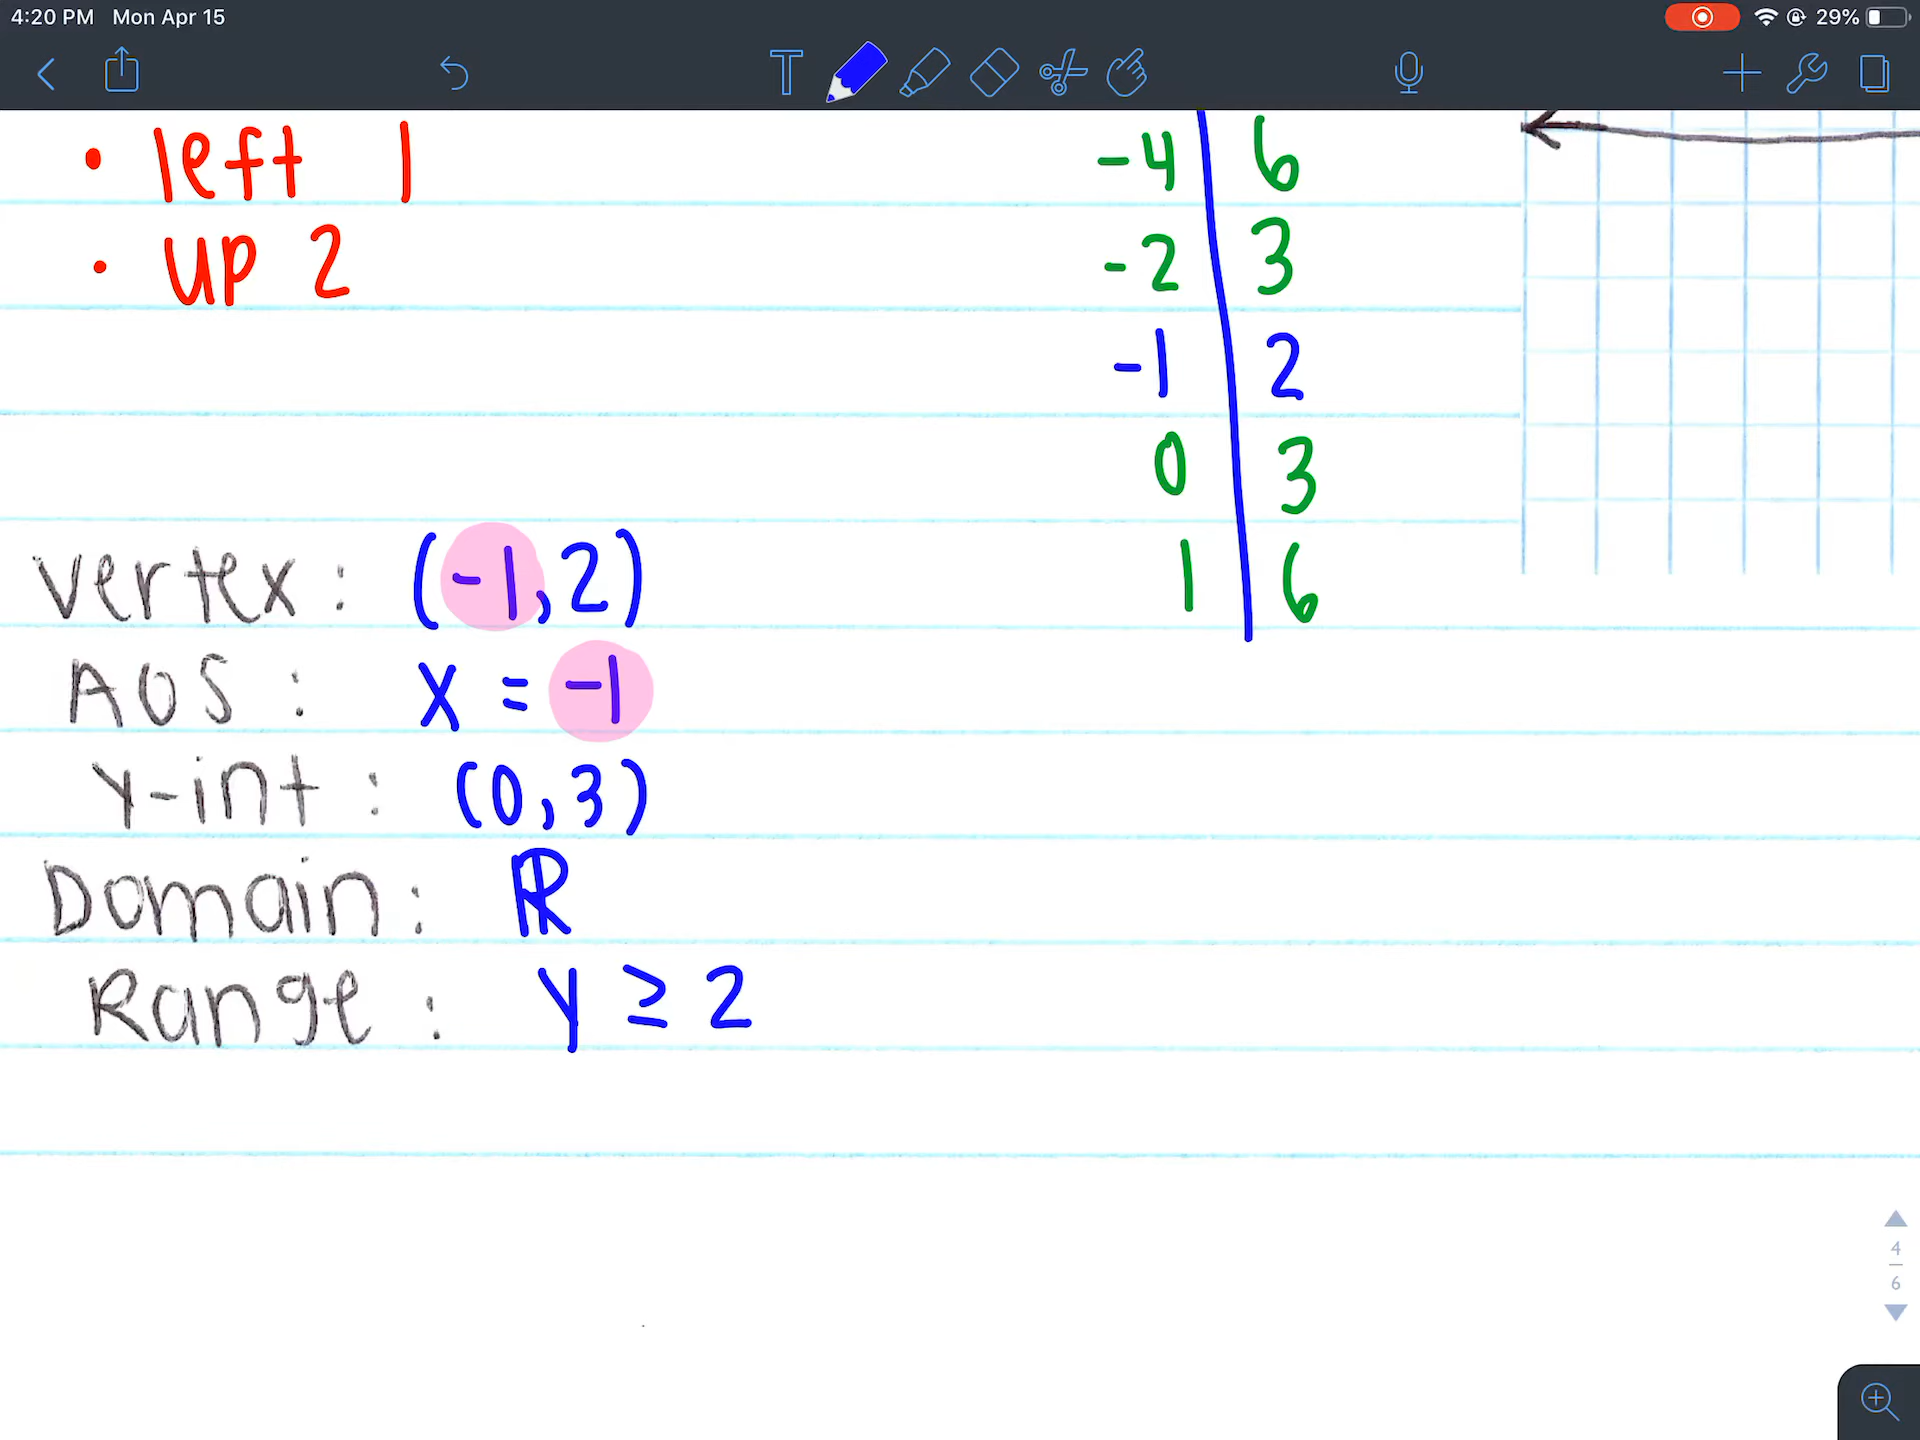 4:20 PM Mon Apr 15 29%
T
• left 1
• up 2
-4 6
-2 3
-1 2
0 3
1 6
Vertex: (-1, 2)
AOS: x = -1
Y-int: (0, 3)
Domain: ℝ
Range: y ≥ 2
4
6